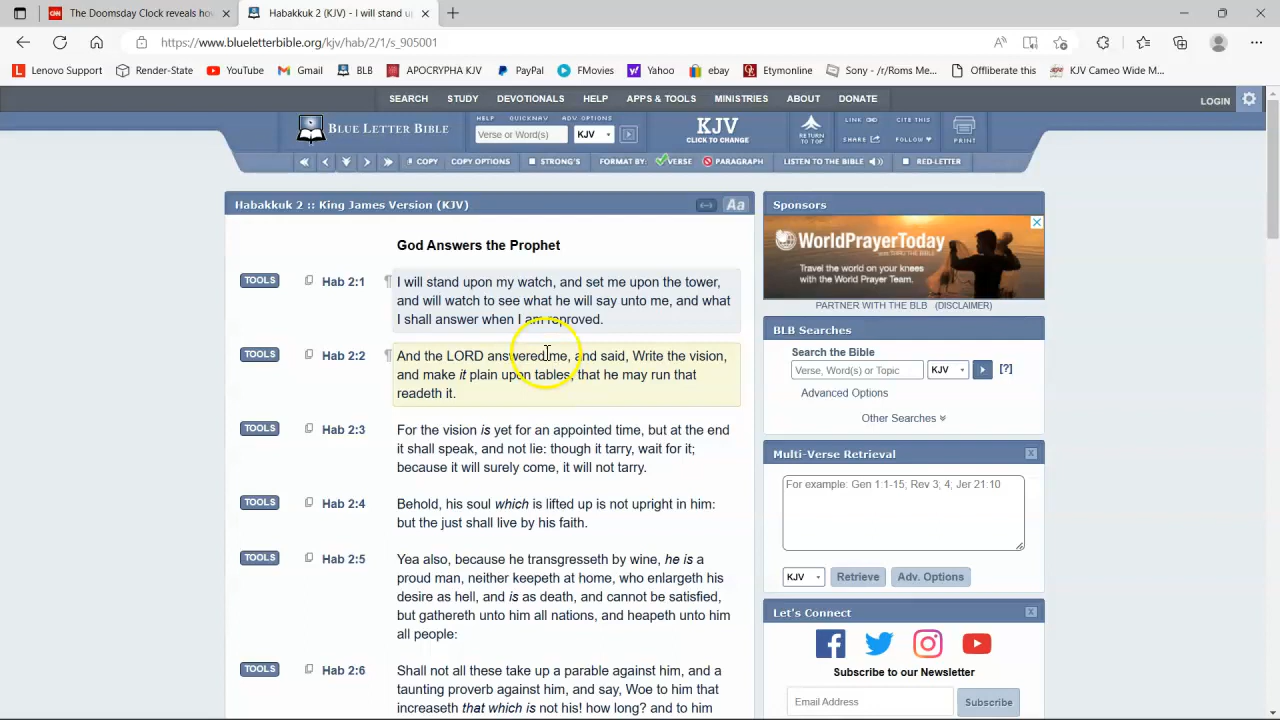 The Doomsday Clock reveals how
Habakkuk 2 (KJV) - I will stand up
https://www.blueletterbible.org/kjv/hab/2/1/s_905001
Lenovo Support
Render-State
YouTube
Gmail
BLB
APOCRYPHA KJV
PayPal
FMovies
Yahoo
ebay
Etymonline
Sony - /r/Roms Me...
Offliberate this
KJV Cameo Wide M...
SEARCH STUDY DEVOTIONALS HELP APPS & TOOLS MINISTRIES ABOUT DONATE
LOGIN
BLUE LETTER BIBLE
HELP QUICKNAV ADV OPTIONS
Verse or Word(s) KJV
KJV
CLICK TO CHANGE
RETURN
TO TOP
LINK CITE THIS
SHARE FOLLOW
PRINT
COPY COPY OPTIONS STRONG'S FORMAT BY: VERSE PARAGRAPH LISTEN TO THE BIBLE RED-LETTER
Habakkuk 2 :: King James Version (KJV)
Aa
God Answers the Prophet
TOOLS Hab 2:1 ¶ I will stand upon my watch, and set me upon the tower,
and will watch to see what he will say unto me, and what
I shall answer when I am reproved.
TOOLS Hab 2:2 ¶ And the LORD answered me, and said, Write the vision,
and make it plain upon tables, that he may run that
readeth it.
TOOLS Hab 2:3 For the vision is yet for an appointed time, but at the end
it shall speak, and not lie: though it tarry, wait for it;
because it will surely come, it will not tarry.
TOOLS Hab 2:4 Behold, his soul which is lifted up is not upright in him:
but the just shall live by his faith.
TOOLS Hab 2:5 Yea also, because he transgresseth by wine, he is a
proud man, neither keepeth at home, who enlargeth his
desire as hell, and is as death, and cannot be satisfied,
but gathereth unto him all nations, and heapeth unto him
all people:
TOOLS Hab 2:6 Shall not all these take up a parable against him, and a
taunting proverb against him, and say, Woe to him that
increaseth that which is not his! how long? and to him
Sponsors
WorldPrayerToday
Travel the world on your
knees with the World Prayer Team.
PARTNER WITH THE BLB (DISCLAIMER)
BLB Searches
Search the Bible
Verse, Word(s) or Topic KJV [?]
Advanced Options
Other Searches
Multi-Verse Retrieval
For example: Gen 1:1-15; Rev 3, 4; Jer 21:10
KJV Retrieve Adv. Options
Let's Connect
Subscribe to our Newsletter
Email Address Subscribe